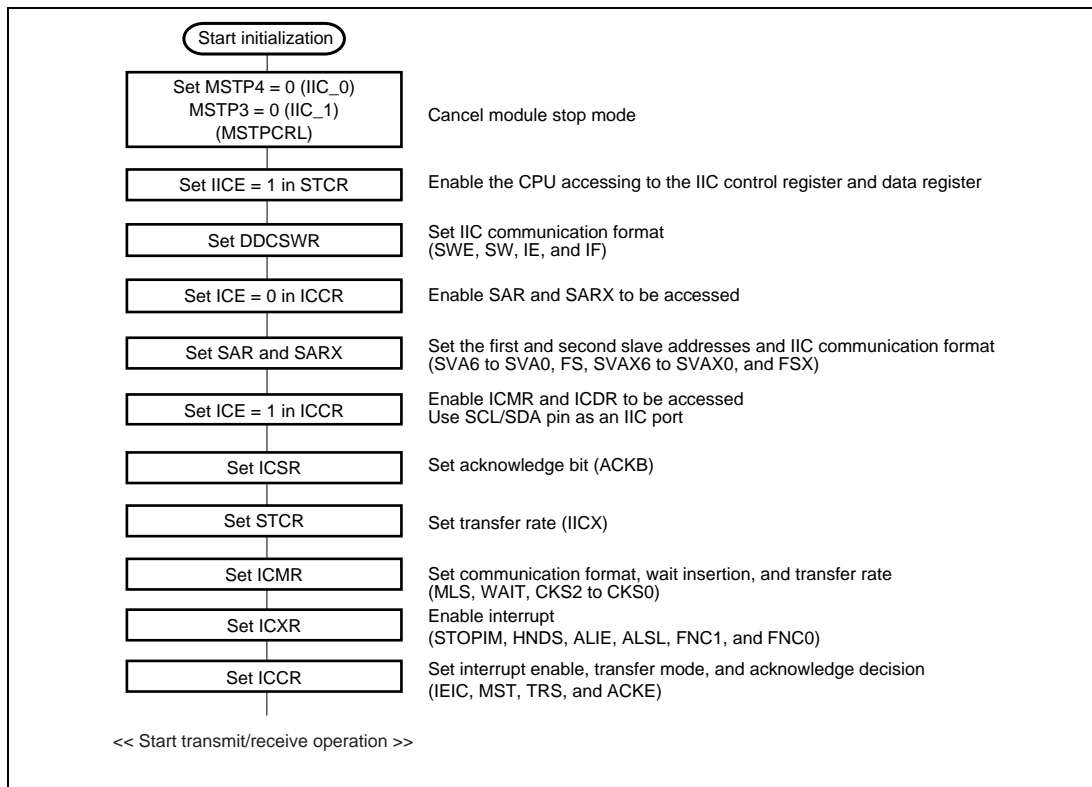 Start initialization
Set MSTP4 = 0 (IIC_0)
MSTP3 = 0 (IIC_1)
(MSTPCRL)
Cancel module stop mode
Set IICE = 1 in STCR
Enable the CPU accessing to the IIC control register and data register
Set DDCSWR
Set IIC communication format
(SWE, SW, IE, and IF)
Set ICE = 0 in ICCR
Enable SAR and SARX to be accessed
Set SAR and SARX
Set the first and second slave addresses and IIC communication format
(SVA6 to SVA0, FS, SVAX6 to SVAX0, and FSX)
Set ICE = 1 in ICCR
Enable ICMR and ICDR to be accessed
Use SCL/SDA pin as an IIC port
Set ICSR
Set acknowledge bit (ACKB)
Set STCR
Set transfer rate (IICX)
Set ICMR
Set communication format, wait insertion, and transfer rate
(MLS, WAIT, CKS2 to CKS0)
Set ICXR
Enable interrupt
(STOPIM, HNDS, ALIE, ALSL, FNC1, and FNC0)
Set ICCR
Set interrupt enable, transfer mode, and acknowledge decision
(IEIC, MST, TRS, and ACKE)
<< Start transmit/receive operation >>